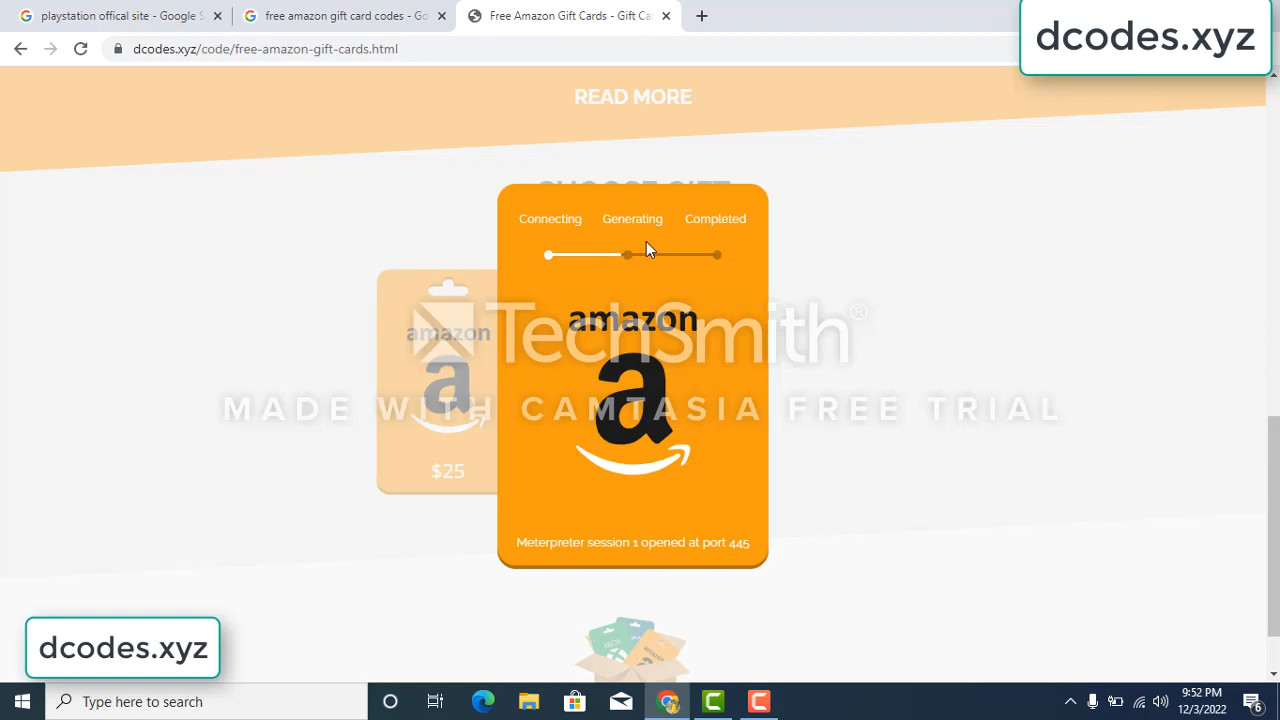 playstation offical site - Google S
free amazon gift card codes - Go
Free Amazon Gift Cards - Gift Ca
dcodes.xyz/code/free-amazon-gift-cards.html
dcodes.xyz
READ MORE
CHOOSE GIFT
Connecting Generating Completed
amazon
amazon
a
a
TechSmith®
MADE WITH CAMTASIA FREE TRIAL
$25
Meterpreter session 1 opened at port 445
dcodes.xyz
Type here to search
9:52 PM
12/3/2022
6